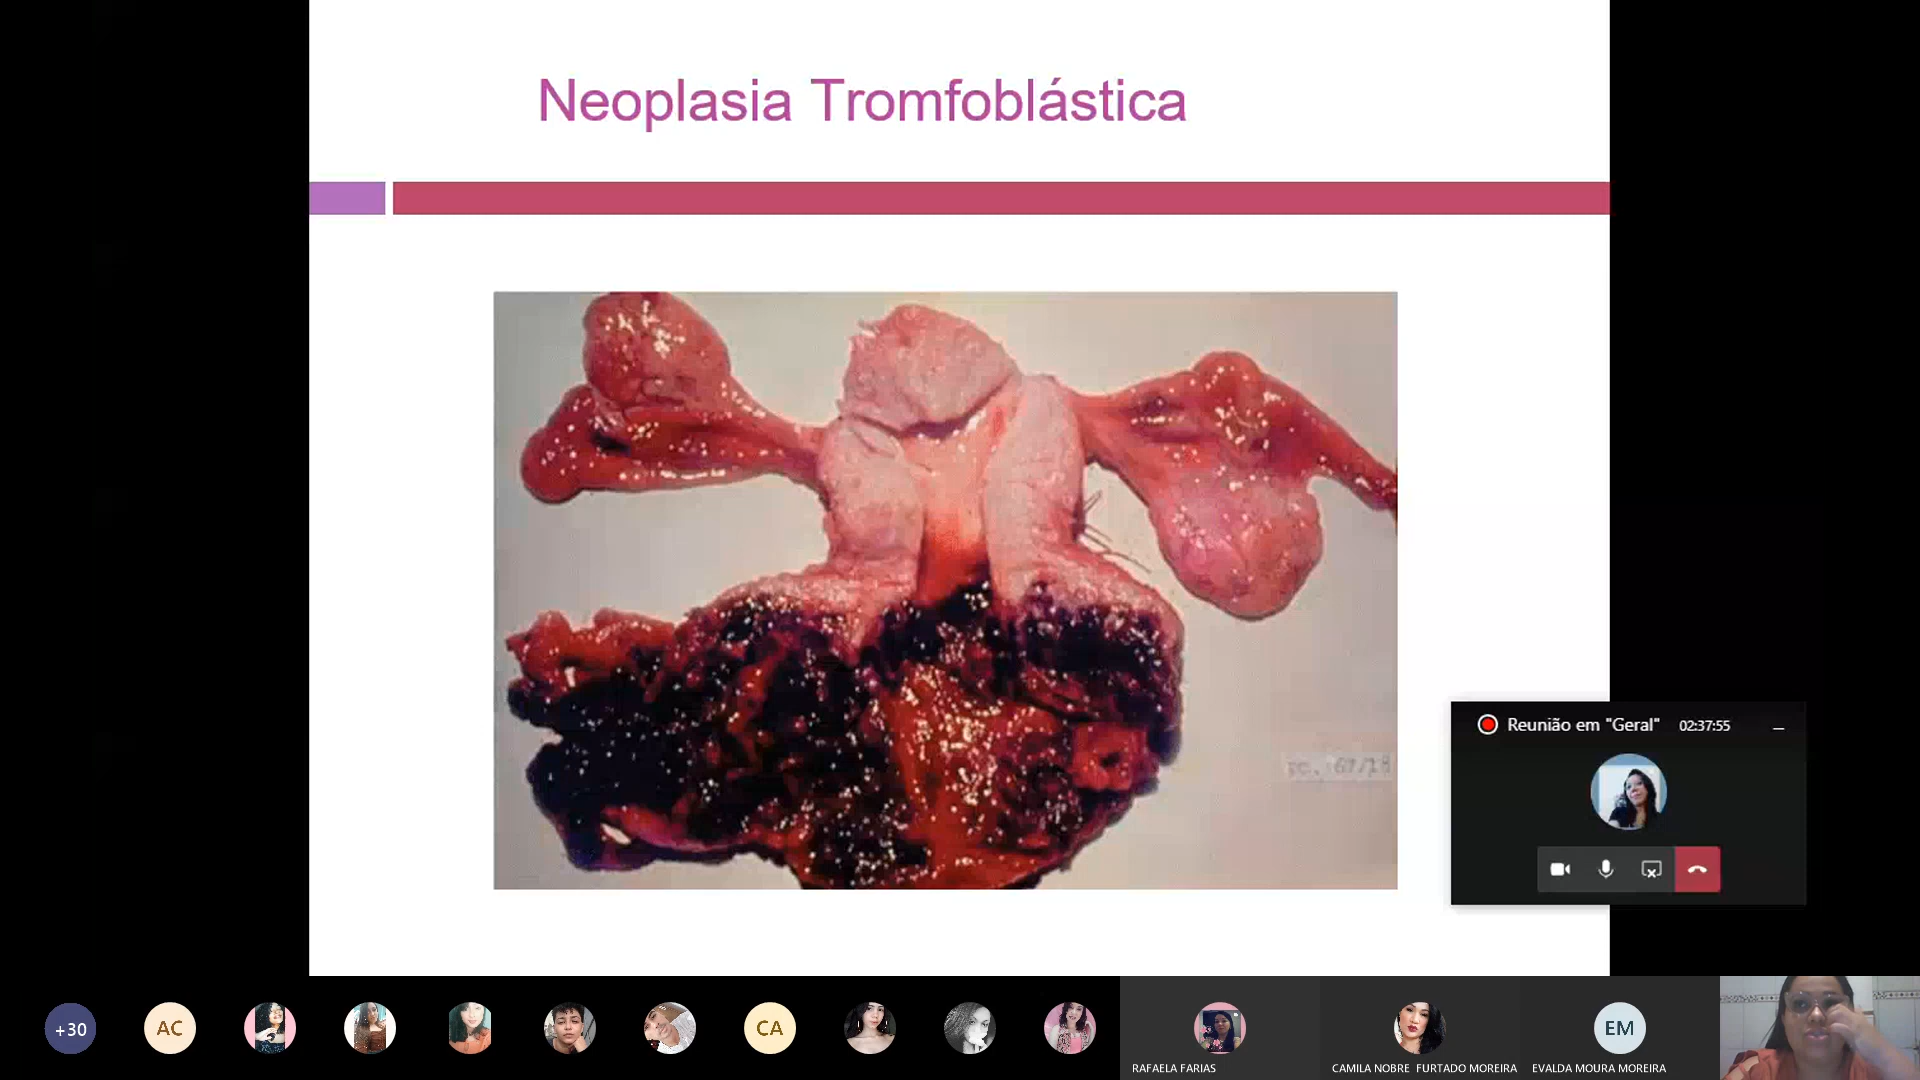 Neoplasia Tromfoblástica
Reunião em "Geral" 02:37:55
+30
AC
CA
EM
RAFAELA FARIAS
CAMILA NOBRE FURTADO MOREIRA
EVALDA MOURA MOREIRA